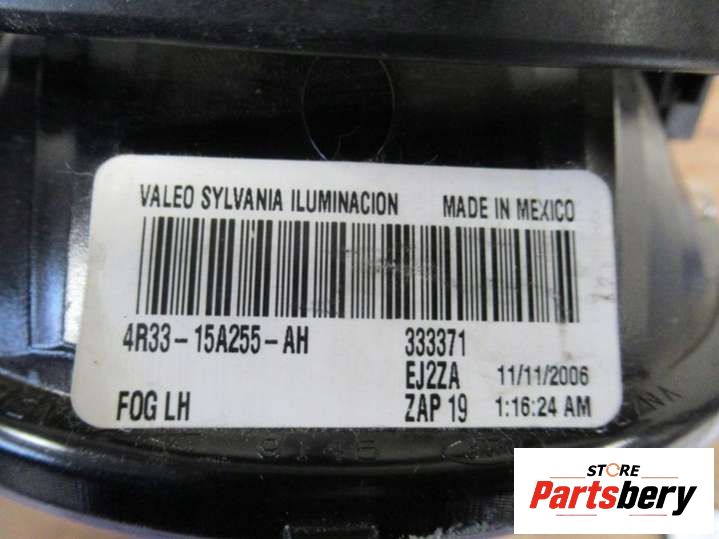 VALEO SYLVANIA ILUMINACION MADE IN MEXICO
4R33-15A255-AH 333371
EJ2ZA 11/11/2006
FOG LH ZAP 19 1:16:24 AM
STORE
Partsbery